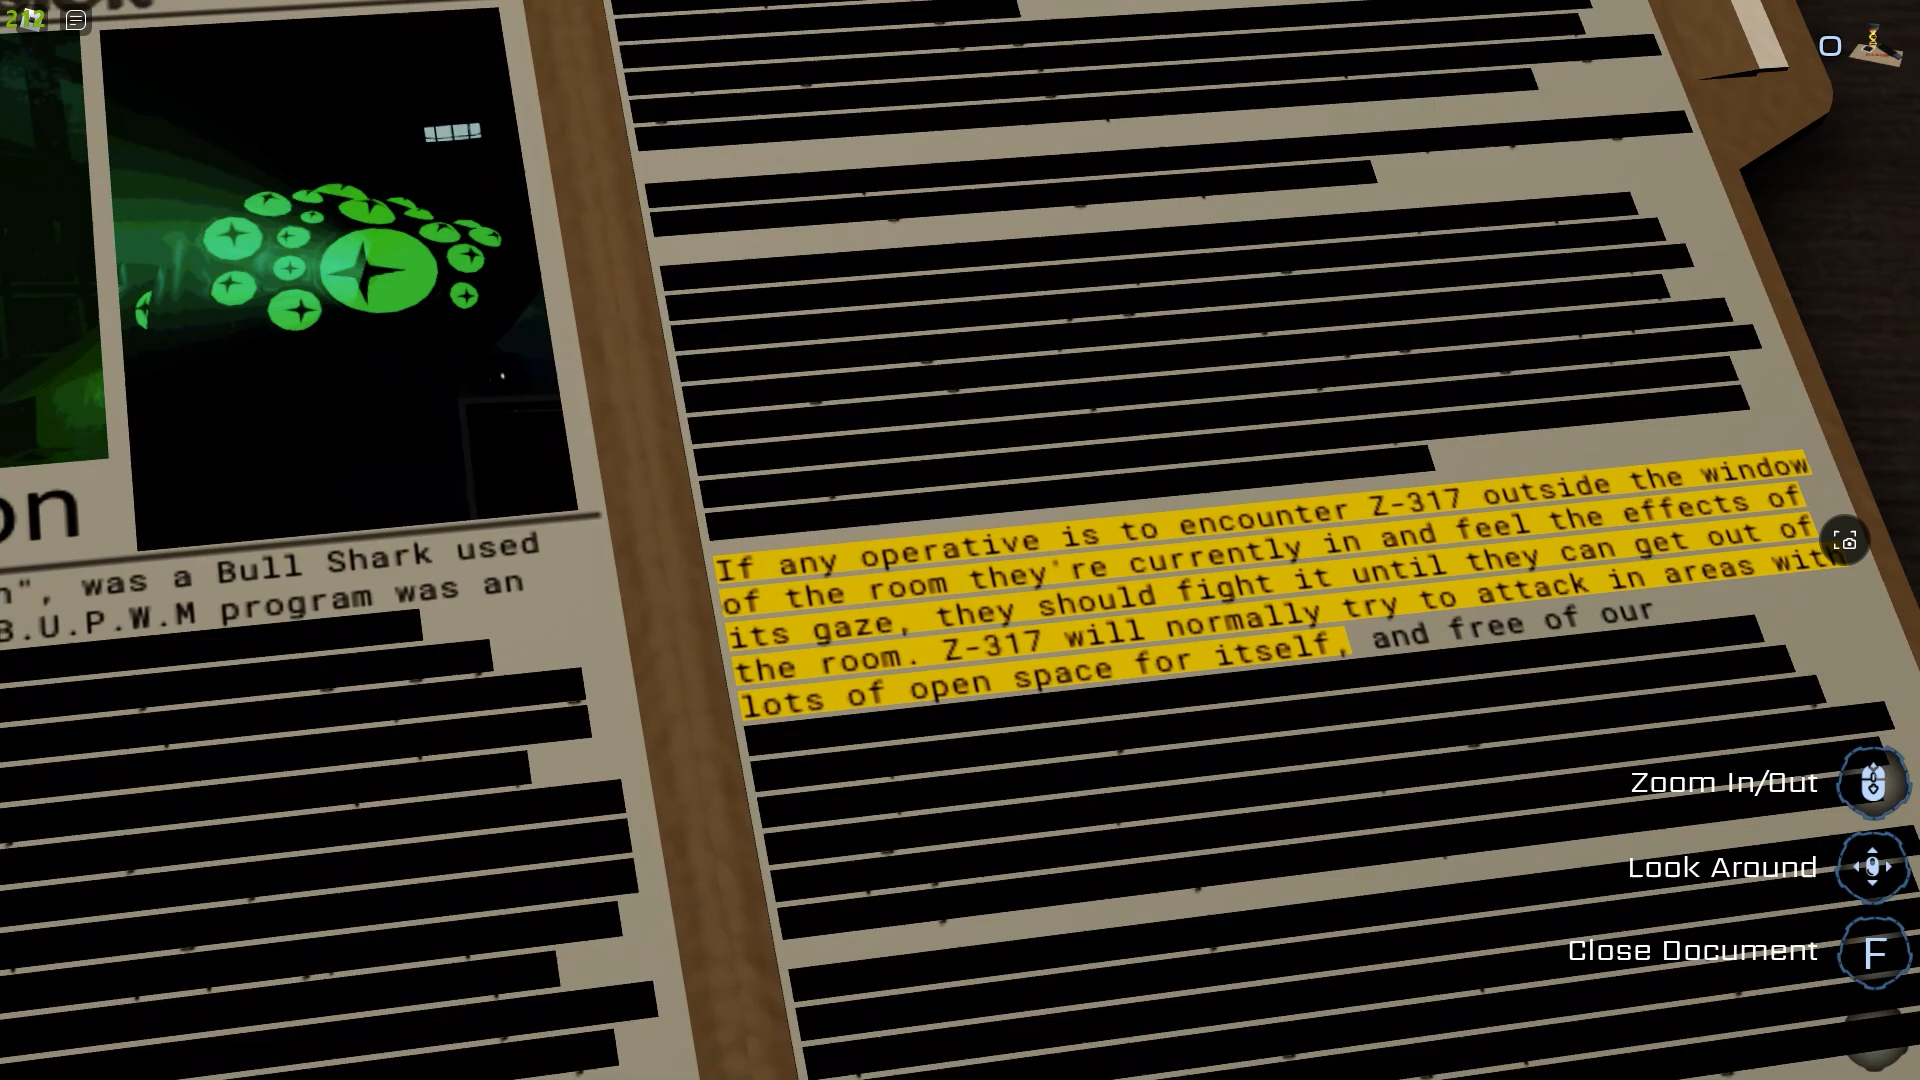 212
on
n", was a Bull Shark used
B.U.P.W.M program was an
If any operative is to encounter Z-317 outside the window
of the room they're currently in and feel the effects of
its gaze, they should fight it until they can get out of
the room. Z-317 will normally try to attack in areas with
lots of open space for itself, and free of our
Zoom In/Out
Look Around
Close Document
F